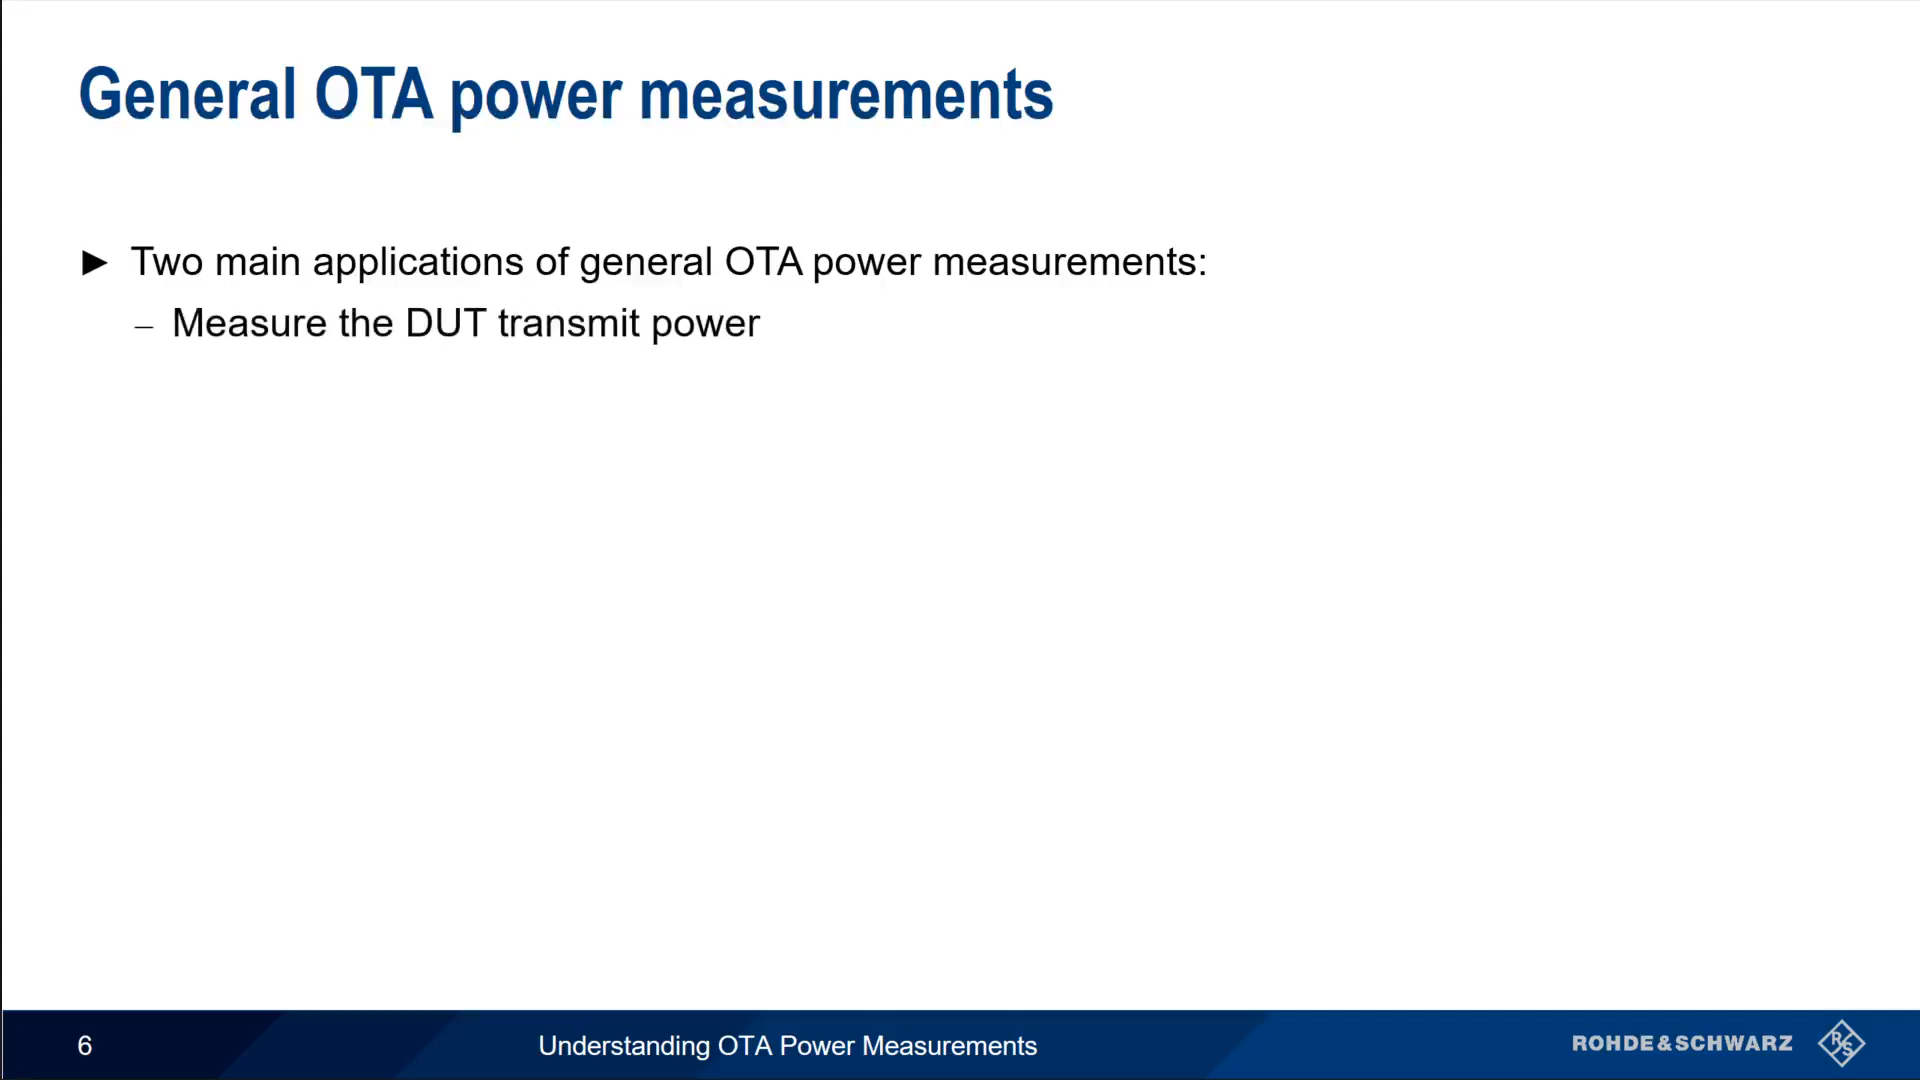 General OTA power measurements
► Two main applications of general OTA power measurements:
– Measure the DUT transmit power
6
Understanding OTA Power Measurements
ROHDE&SCHWARZ
R&S